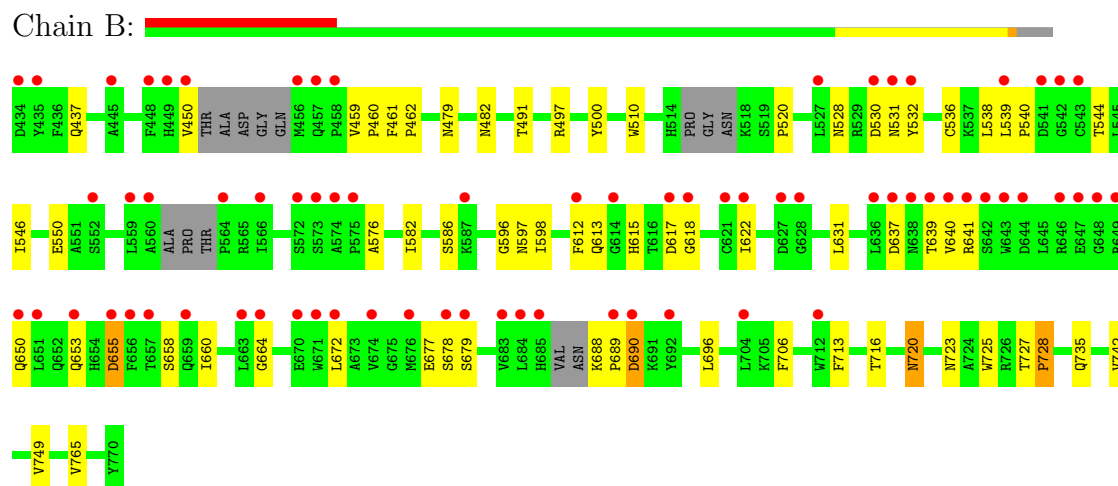 Chain B:
D434 Y435 F436 Q437 A445 F448 H449 V450 THR ALA ASP GLY GLN M456 Q457 P458 V459 P460 F461 P462 N479 N482 T491 R497 Y500 W510 H514 PRO GLY ASN K518 S519 P520 L527 N528 R529 D530 N531 Y532 C536 K537 L538 L539 P540 D541 G542 C543 T544 L545
I546 E550 A551 S552 L559 A560 ALA PRO THR P564 R565 I566 S572 S573 A574 P575 A576 I582 S586 K587 G596 N597 I598 F612 Q613 G614 H615 T616 D617 G618 C621 I622 D627 G628 L631 L636 D637 N638 T639 V640 R641 S642 W643 D644 L645 R646 E647 G648
Q650 L651 Q652 Q653 H654 D655 F656 T657 S658 Q659 I660 L663 G664 E670 W671 L672 A673 V674 G675 M676 E677 S678 S679 V683 L684 H685 VAL ASN K688 P689 D690 K691 Y692 L696 L704 K705 F706 W712 F713 T716 N720 N723 A724 W725 R726 T727 P728 Q735
V749 V765 Y770